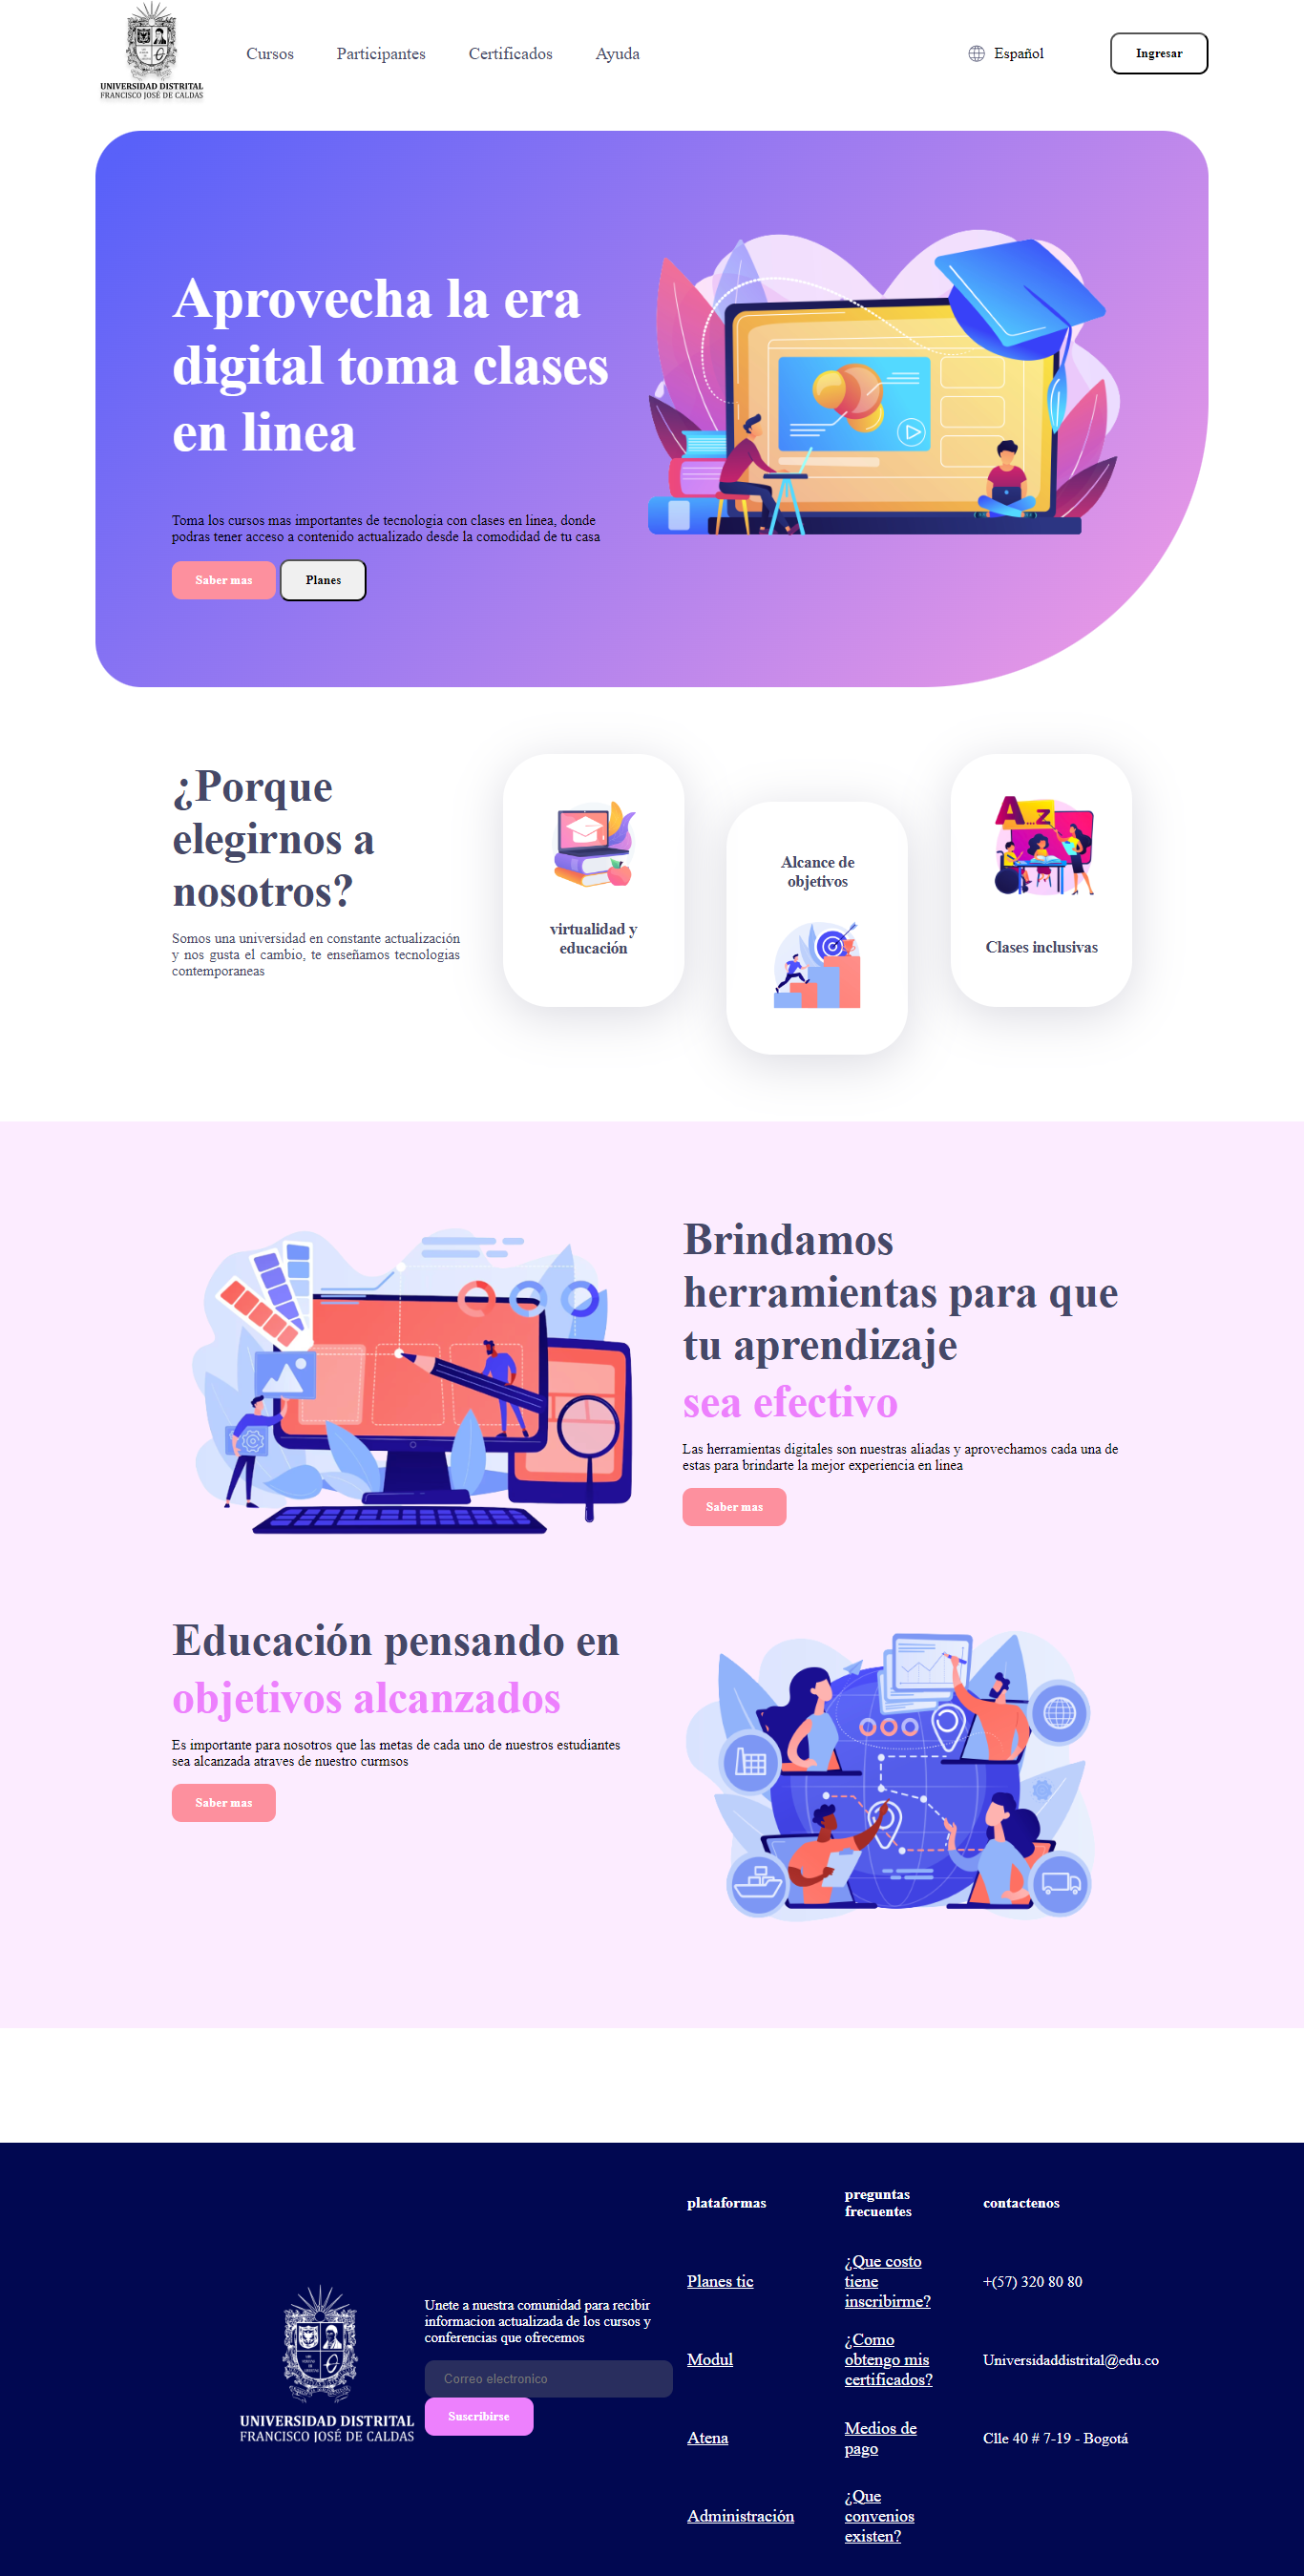 UNIVERSIDAD DISTRITAL
FRANCISCO JOSÉ DE CALDAS
Cursos
Participantes
Certificados
Ayuda
Español
Ingresar
Aprovecha la era
digital toma clases
en linea
Toma los cursos mas importantes de tecnologia con clases en linea, donde
podras tener acceso a contenido actualizado desde la comodidad de tu casa
Saber mas
Planes
¿Porque
elegirnos a
nosotros?
Somos una universidad en constante actualización
y nos gusta el cambio, te enseñamos tecnologias
contemporaneas
virtualidad y
educación
Alcance de
objetivos
A...Z
Clases inclusivas
Brindamos
herramientas para que
tu aprendizaje
sea efectivo
Las herramientas digitales son nuestras aliadas y aprovechamos cada una de
estas para brindarte la mejor experiencia en linea
Saber mas
Educación pensando en
objetivos alcanzados
Es importante para nosotros que las metas de cada uno de nuestros estudiantes
sea alcanzada atraves de nuestro curmsos
Saber mas
UNIVERSIDAD DISTRITAL
FRANCISCO JOSÉ DE CALDAS
Unete a nuestra comunidad para recibir
informacion actualizada de los cursos y
conferencias que ofrecemos
Correo electronico
Suscribirse
plataformas
Planes tic
Modul
Atena
Administración
preguntas
frecuentes
¿Que costo
tiene
inscribirme?
¿Como
obtengo mis
certificados?
Medios de
pago
¿Que
convenios
existen?
contactenos
+(57) 320 80 80
Universidaddistrital@edu.co
Clle 40 # 7-19 - Bogotá